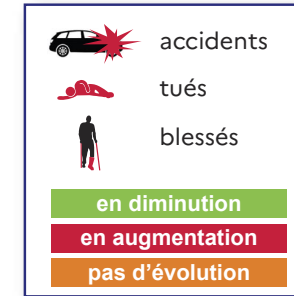 accidents
tués
blessés
en diminution
en augmentation
pas d’évolution